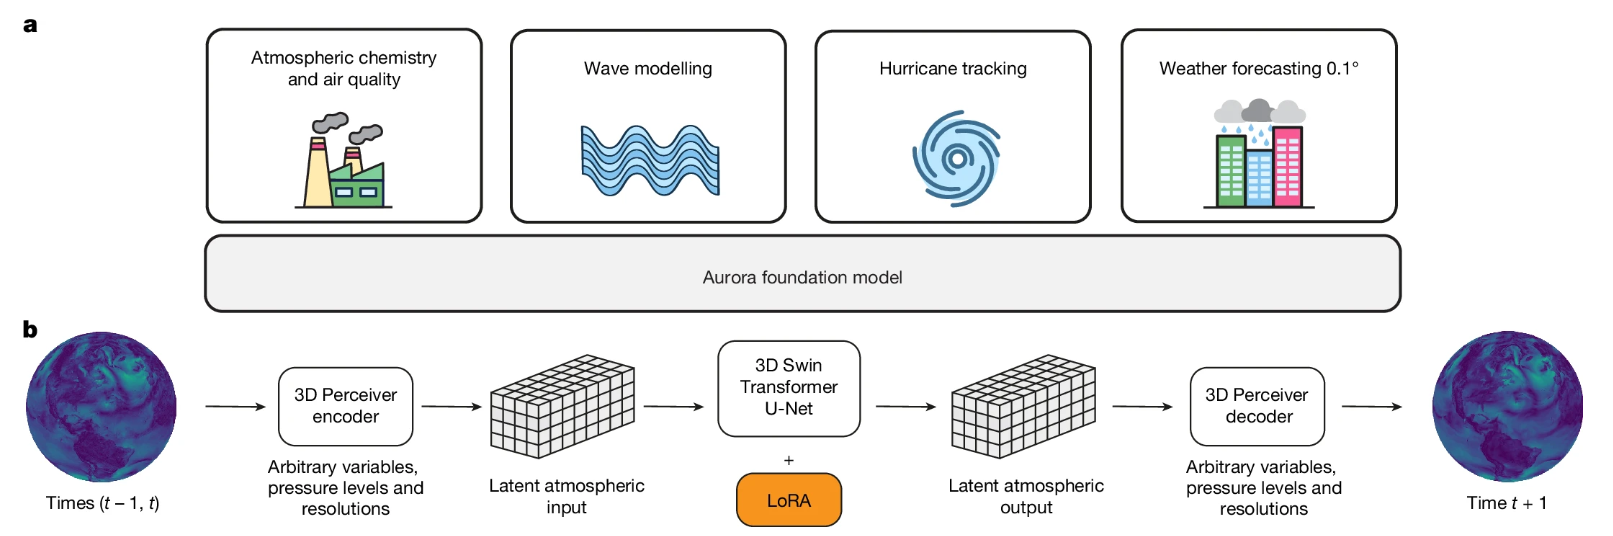 a
Atmospheric chemistry
and air quality
Wave modelling
Hurricane tracking
Weather forecasting 0.1°
Aurora foundation model
b
Times (t – 1, t)
3D Perceiver
encoder
Arbitrary variables,
pressure levels and
resolutions
Latent atmospheric
input
3D Swin
Transformer
U-Net
+
LoRA
Latent atmospheric
output
3D Perceiver
decoder
Arbitrary variables,
pressure levels and
resolutions
Time t + 1